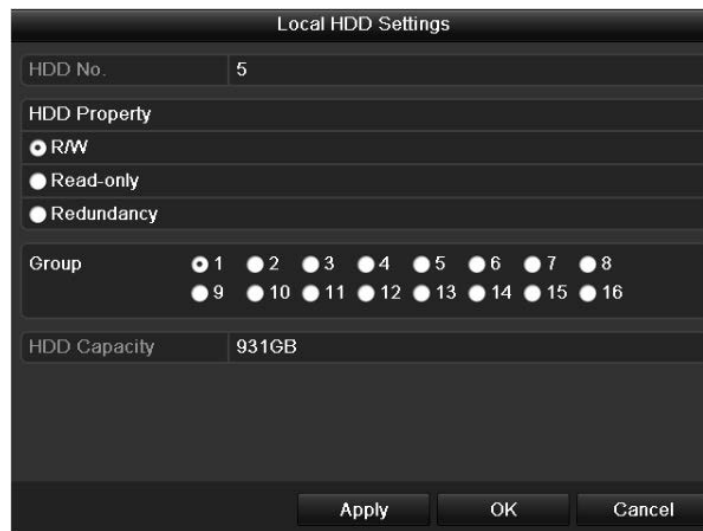 Local HDD Settings
HDD No. 5
HDD Property
R/W
Read-only
Redundancy
Group 1 2 3 4 5 6 7 8
9 10 11 12 13 14 15 16
HDD Capacity 931GB
Apply OK Cancel